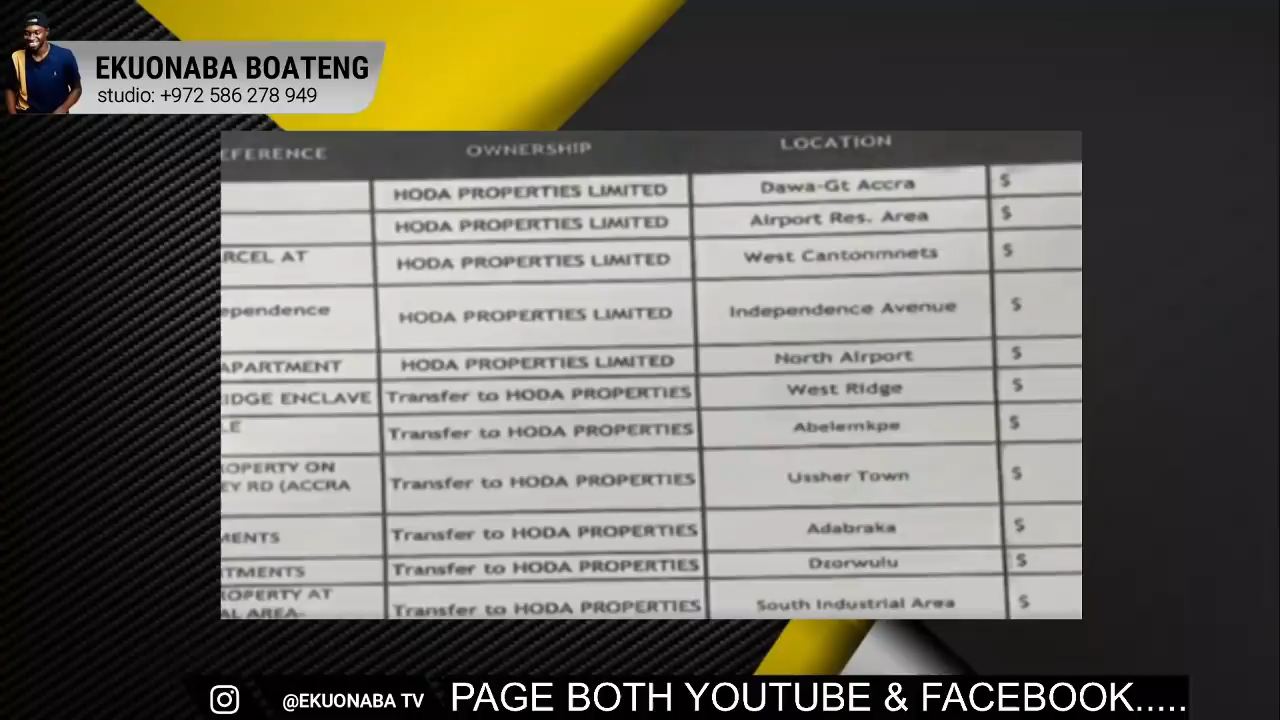 EKUONABA BOATENG
studio: +972 586 278 949
EFERENCE OWNERSHIP LOCATION
HODA PROPERTIES LIMITED Dawa-Gt Accra $
HODA PROPERTIES LIMITED Airport Res. Area $
RCEL AT HODA PROPERTIES LIMITED West Cantonmnets $
ependence HODA PROPERTIES LIMITED Independence Avenue $
APARTMENT HODA PROPERTIES LIMITED North Airport $
IDGE ENCLAVE Transfer to HODA PROPERTIES West Ridge $
LE Transfer to HODA PROPERTIES Abelemkpe $
OPERTY ON
EY RD (ACCRA Transfer to HODA PROPERTIES Ussher Town $
MENTS Transfer to HODA PROPERTIES Adabraka $
TMENTS Transfer to HODA PROPERTIES Dzorwulu $
OPERTY AT
AL AREA- Transfer to HODA PROPERTIES South Industrial Area $
@EKUONABA TV PAGE BOTH YOUTUBE & FACEBOOK.....